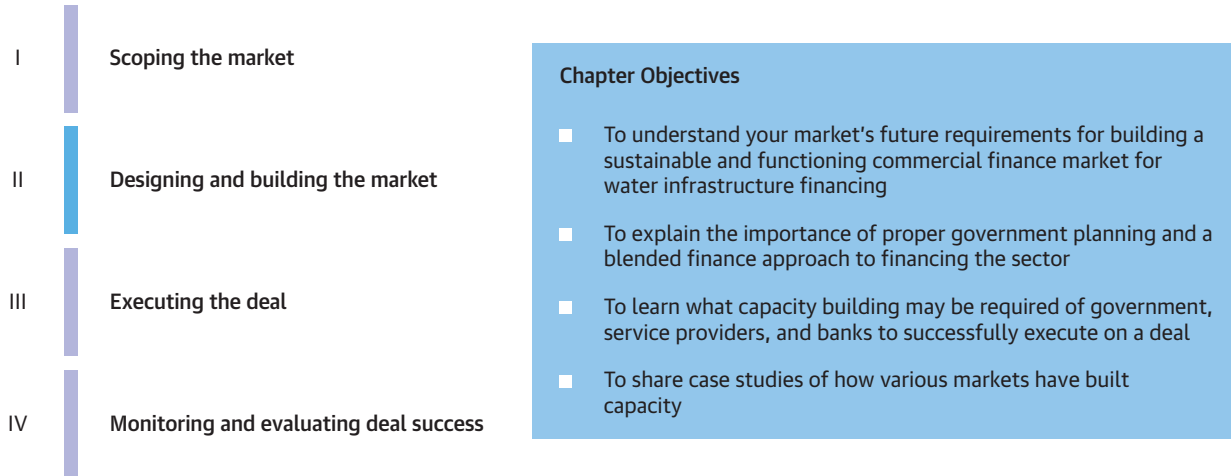 I Scoping the market
II Designing and building the market
III Executing the deal
IV Monitoring and evaluating deal success
Chapter Objectives
To understand your market's future requirements for building a
sustainable and functioning commercial finance market for
water infrastructure financing
To explain the importance of proper government planning and a
blended finance approach to financing the sector
To learn what capacity building may be required of government,
service providers, and banks to successfully execute on a deal
To share case studies of how various markets have built
capacity